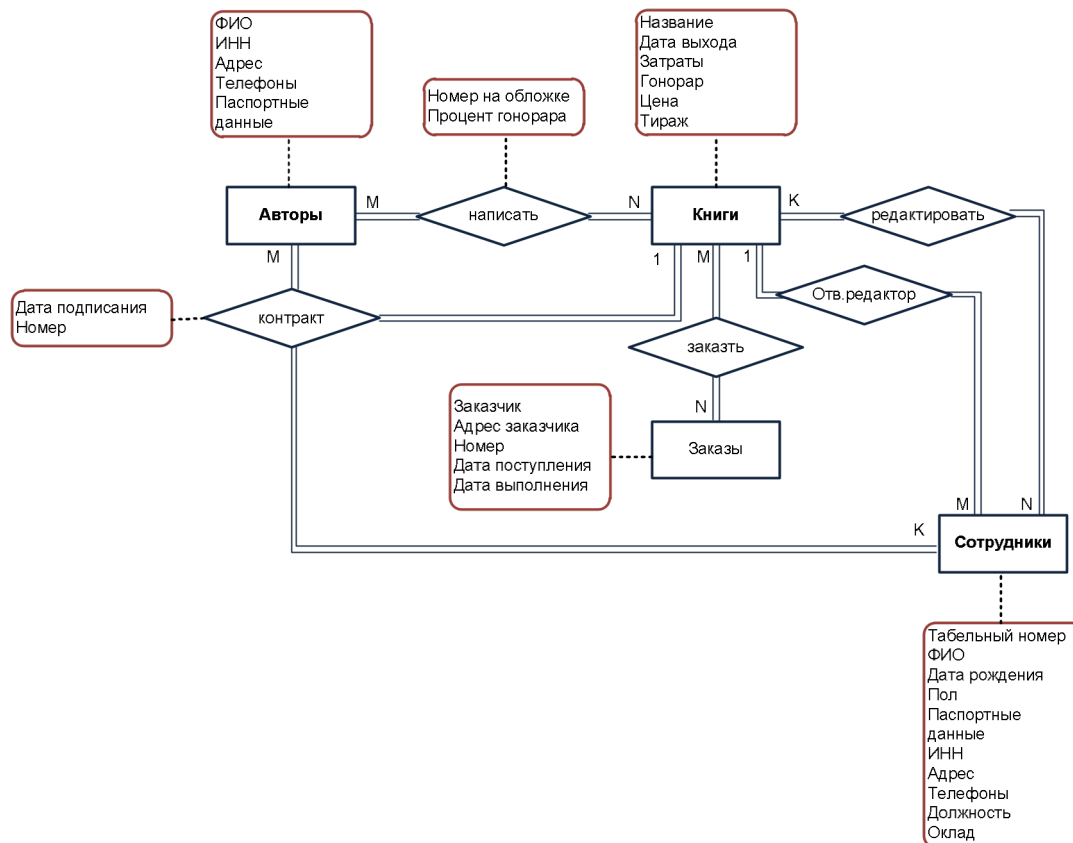 ФИО
ИНН
Адрес
Телефоны
Паспортные
данные
Номер на обложке
Процент гонорара
Название
Дата выхода
Затраты
Гонорар
Цена
Тираж
Авторы
M
написать
N
Книги
K
редактировать
M
1
M
1
Отв.редактор
Дата подписания
Номер
контракт
заказть
N
Заказчик
Адрес заказчика
Номер
Дата поступления
Дата выполнения
Заказы
M
N
K
Сотрудники
Табельный номер
ФИО
Дата рождения
Пол
Паспортные
данные
ИНН
Адрес
Телефоны
Должность
Оклад